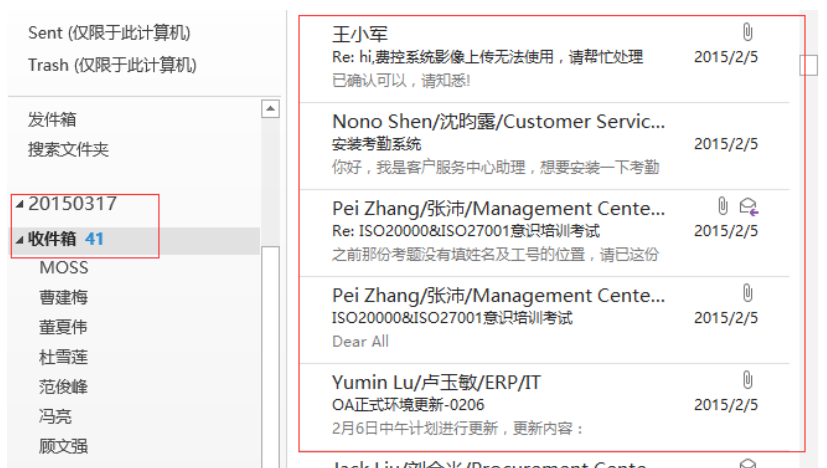 Sent (仅限于此计算机)
Trash (仅限于此计算机)
发件箱
搜索文件夹
20150317
收件箱 41
MOSS
曹建梅
董夏伟
杜雪莲
范俊峰
冯亮
顾文强
王小军
Re: hi,费控系统影像上传无法使用，请帮忙处理 2015/2/5
已确认可以，请知悉!
Nono Shen/沈昀露/Customer Servic...
安装考勤系统 2015/2/5
你好，我是客户服务中心助理，想要安装一下考勤
Pei Zhang/张沛/Management Cente...
Re: ISO20000&ISO27001意识培训考试 2015/2/5
之前那份考题没有填姓名及工号的位置，请已这份
Pei Zhang/张沛/Management Cente...
ISO20000&ISO27001意识培训考试 2015/2/5
Dear All
Yumin Lu/卢玉敏/ERP/IT
OA正式环境更新-0206 2015/2/5
2月6日中午计划进行更新，更新内容：